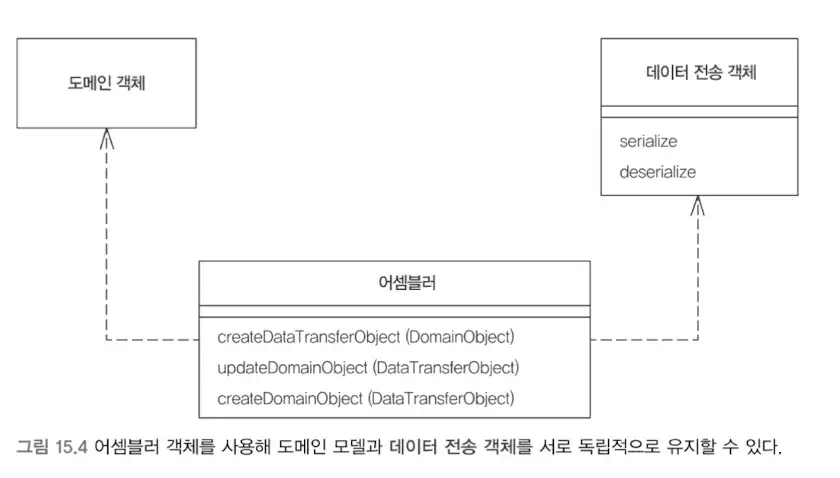 도메인 객체
데이터 전송 객체
serialize
deserialize
어셈블러
createDataTransferObject (DomainObject)
updateDomainObject (DataTransferObject)
createDomainObject (DataTransferObject)
그림 15.4 어셈블러 객체를 사용해 도메인 모델과 데이터 전송 객체를 서로 독립적으로 유지할 수 있다.